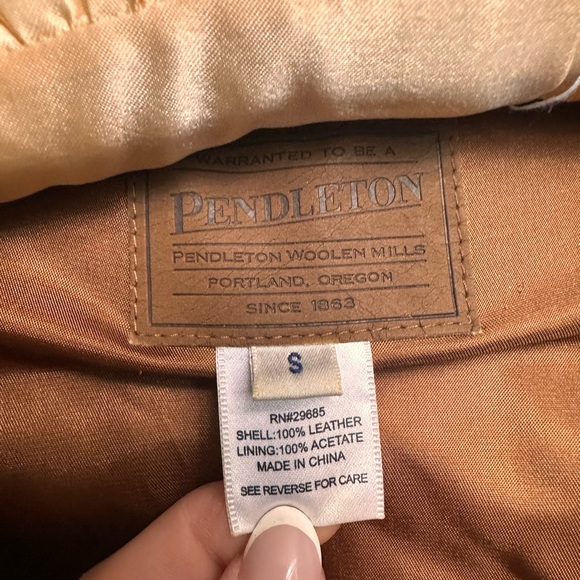 WARRANTED TO BE A
PENDLETON
PENDLETON WOOLEN MILLS
PORTLAND, OREGON
SINCE 1863
S
RN#29685
SHELL:100% LEATHER
LINING:100% ACETATE
MADE IN CHINA
SEE REVERSE FOR CARE